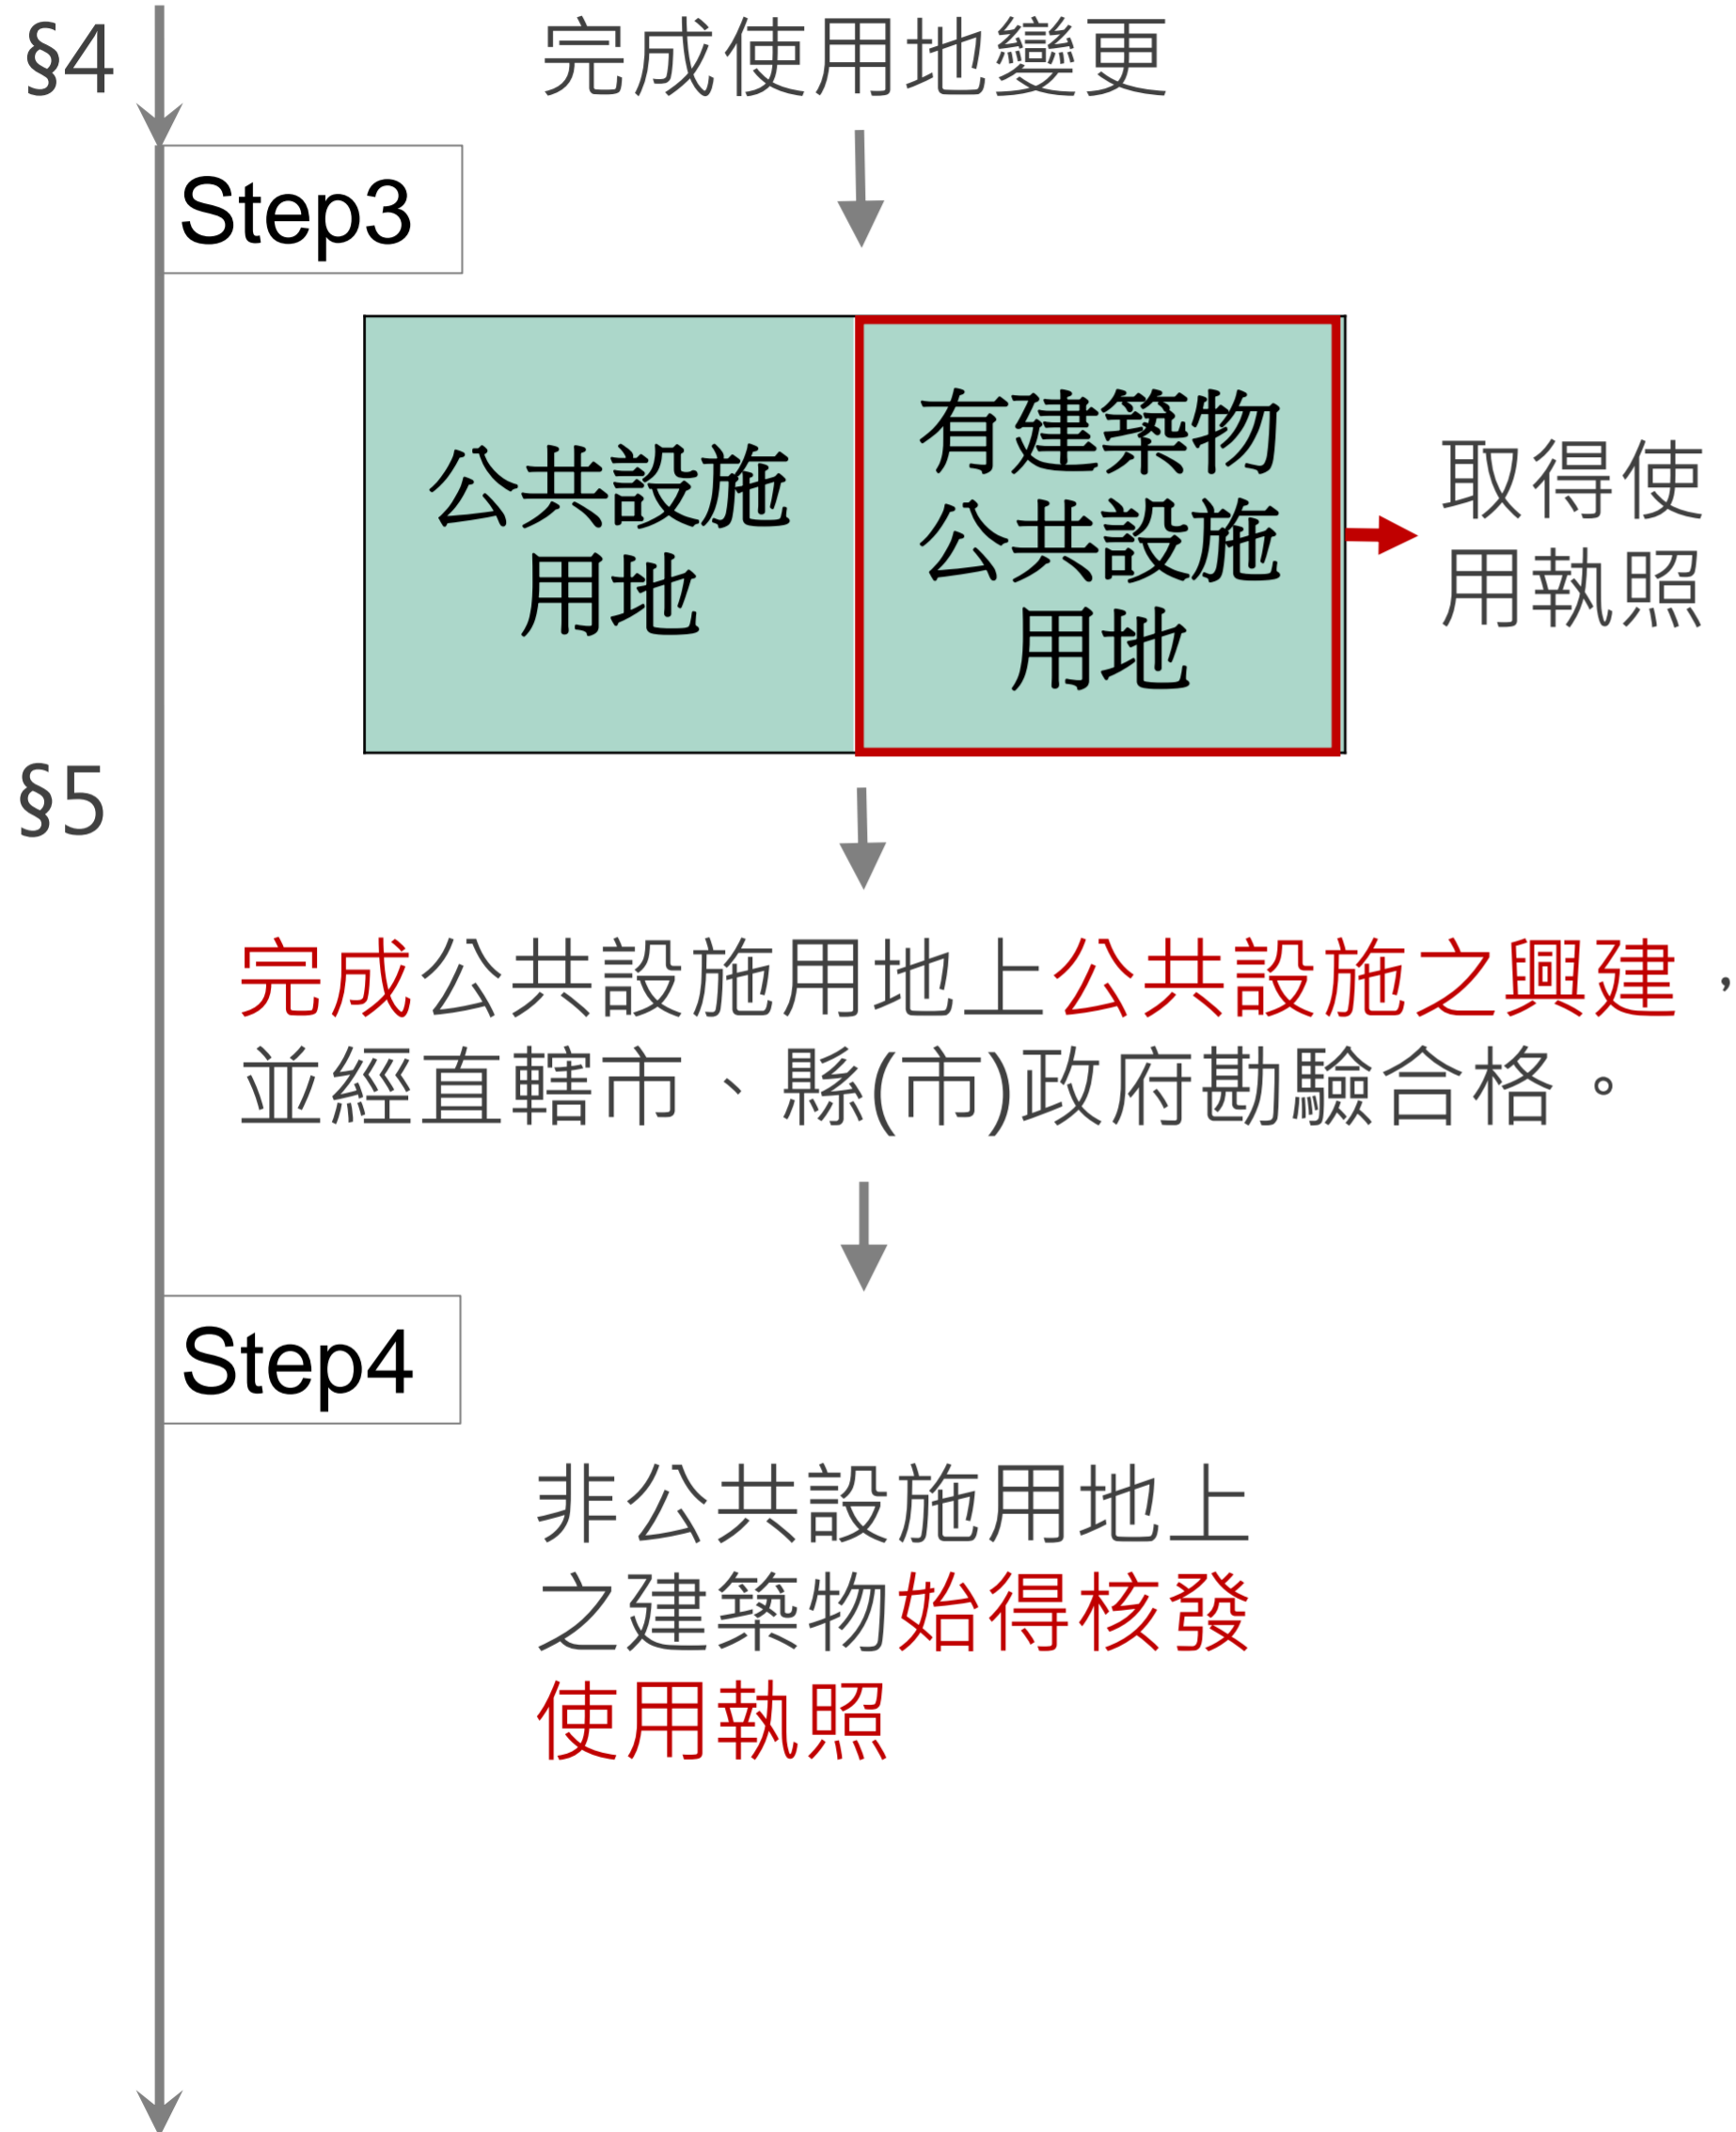 §4
完成使用地變更
Step3
公共設施
用地
有建築物
公共設施
用地
取得使
用執照
§5
完成公共設施用地上公共設施之興建，
並經直轄市、縣(市)政府勘驗合格。
Step4
非公共設施用地上
之建築物始得核發
使用執照